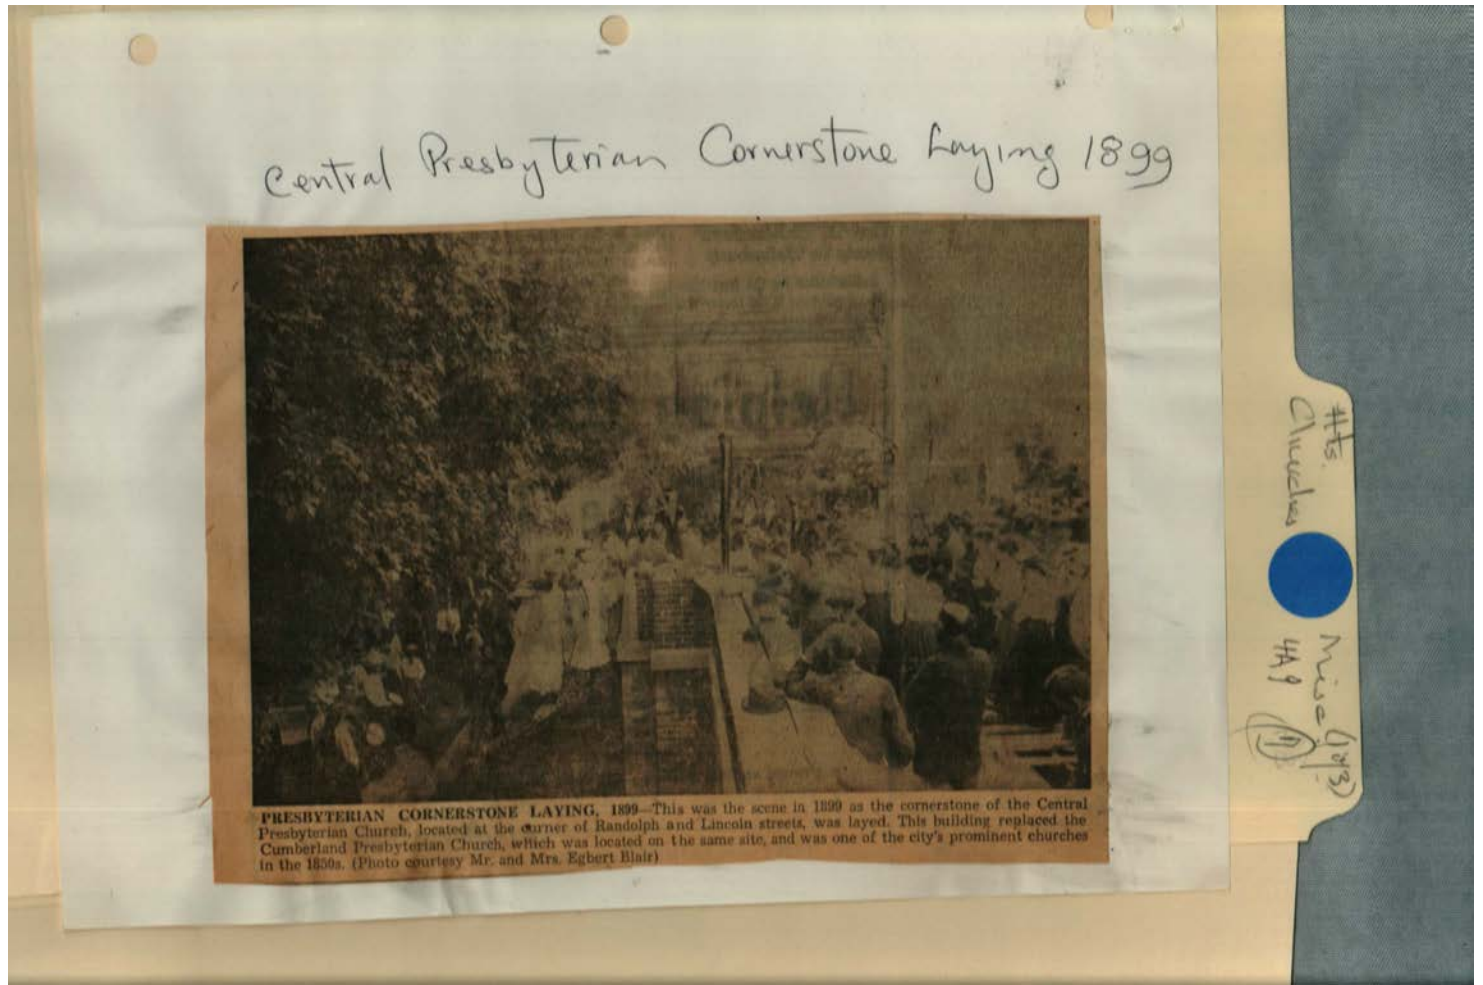 Central Presbyterian Cornerstone Laying 1899
PRESBYTERIAN CORNERSTONE LAYING, 1899—This was the scene in 1899 as the cornerstone of the Central
Presbyterian Church, located at the corner of Randolph and Lincoln streets, was layed. This building replaced the
Cumberland Presbyterian Church, which was located on the same site, and was one of the city's prominent churches
in the 1850s. (Photo courtesy Mr. and Mrs. Egbert Blair)
Hts.
Churches
Misc. (1of3)
4A9